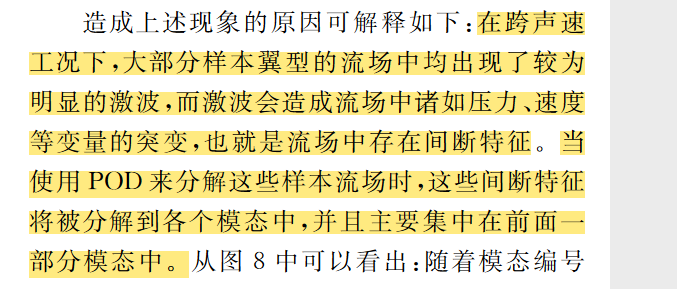 造成上述现象的原因可解释如下:在跨声速
工况下,大部分样本翼型的流场中均出现了较为
明显的激波,而激波会造成流场中诸如压力、速度
等变量的突变,也就是流场中存在间断特征。当
使用 POD 来分解这些样本流场时,这些间断特征
将被分解到各个模态中,并且主要集中在前面一
部分模态中。从图 8 中可以看出:随着模态编号